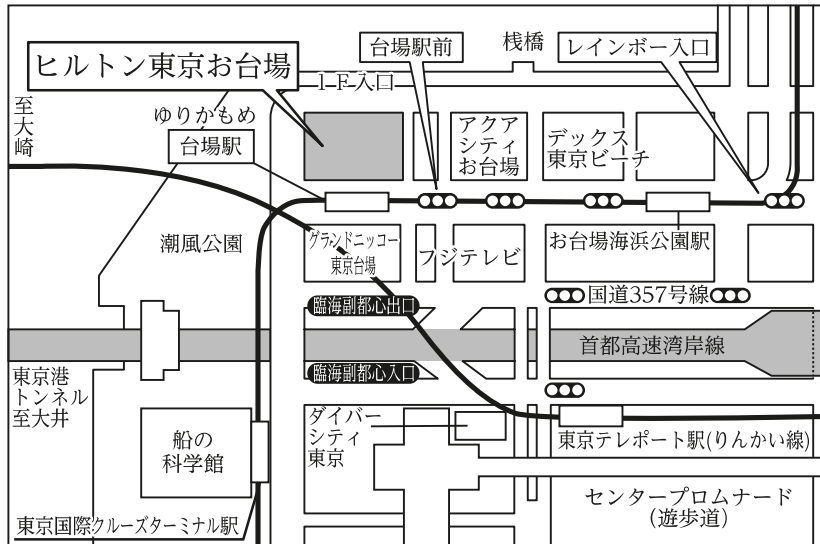 ヒルトン東京お台場
台場駅前
桟橋
レインボー入口
1F入口
至大崎
ゆりかもめ
台場駅
アクア
シティ
お台場
デックス
東京ビーチ
潮風公園
グランドニッコー
東京台場
フジテレビ
お台場海浜公園駅
国道357号線
臨海副都心出口
首都高速湾岸線
臨海副都心入口
東京港
トンネル
至大井
ダイバー
シティ
東京
船の
科学館
東京テレポート駅(りんかい線)
センタープロムナード
(遊歩道)
東京国際クルーズターミナル駅